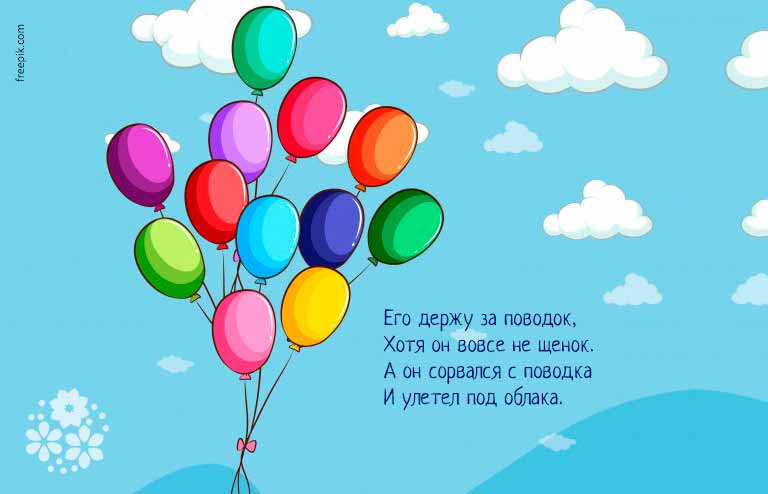 freepik.com
Его держу за поводок,
Хотя он вовсе не щенок.
А он сорвался с поводка
И улетел под облака.